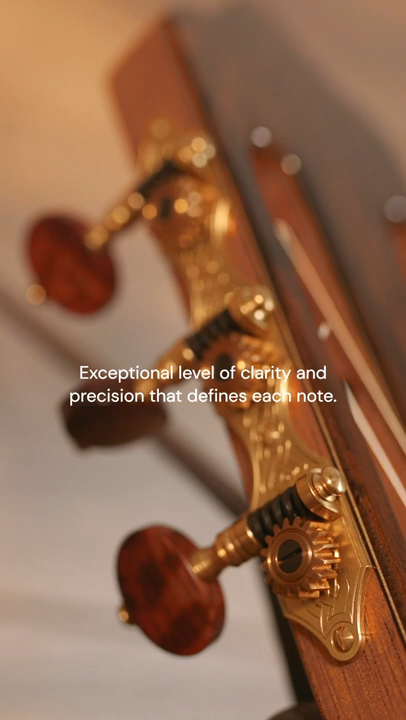 Exceptional level of clarity and
precision that defines each note.